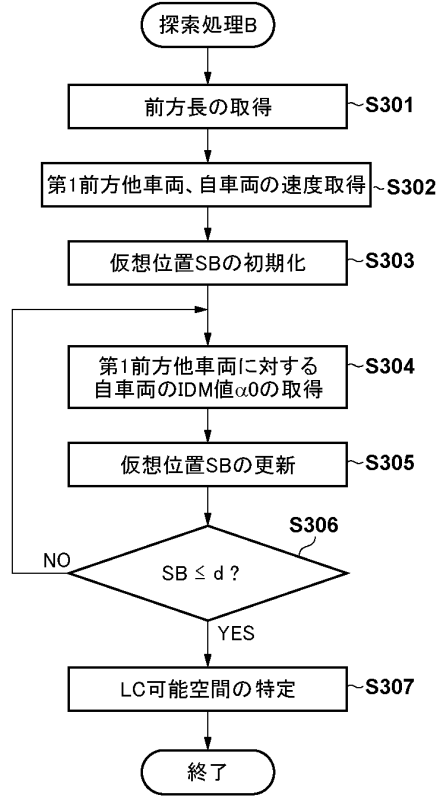 探索処理B
前方長の取得
S301
第1前方他車両、自車両の速度取得
S302
仮想位置SBの初期化
S303
第1前方他車両に対する
自車両のIDM値α0の取得
S304
仮想位置SBの更新
S305
S306
SB ≤ d ?
NO
YES
LC可能空間の特定
S307
終了